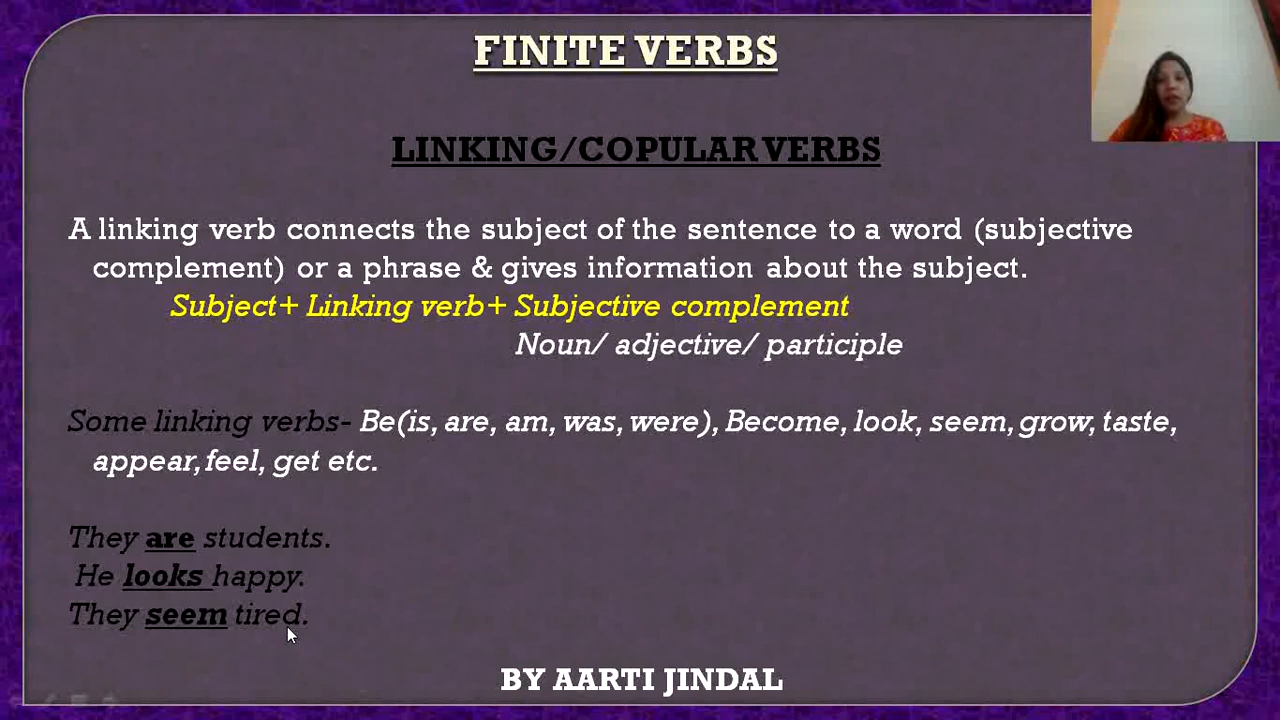 FINITE VERBS
LINKING/COPULAR VERBS
A linking verb connects the subject of the sentence to a word (subjective
complement) or a phrase & gives information about the subject.
Subject+ Linking verb+ Subjective complement
Noun/ adjective/ participle
Some linking verbs- Be(is, are, am, was, were), Become, look, seem, grow, taste,
appear, feel, get etc.
They are students.
He looks happy.
They seem tired.
BY AARTI JINDAL